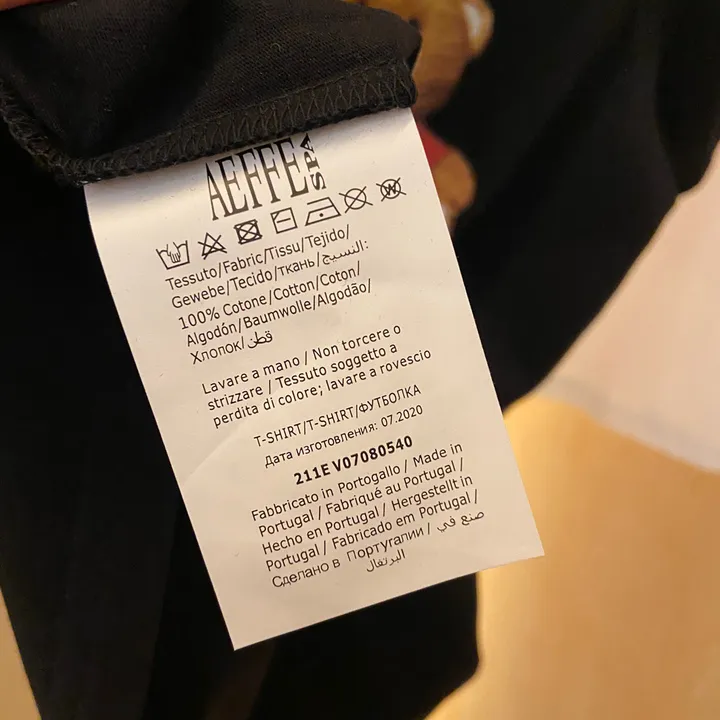 AEFFE SPA
Tessuto/Fabric/Tissu/Tejido/
Gewebe/Tecido/ткань/النسيج:
100% Cotone/Cotton/Coton/
Algodón/Baumwolle/Algodão/
Хлопок/قطن
Lavare a mano / Non torcere o
strizzare / Tessuto soggetto a
perdita di colore; lavare a rovescio
T-SHIRT/T-SHIRT/ФУТБОЛКА
Дата изготовления: 07.2020
211E V07080540
Fabbricato in Portogallo / Made in
Portugal / Fabriqué au Portugal /
Hecho en Portugal / Hergestellt in
Portugal / Fabricado em Portugal /
Сделано в Португалии / صنع في
البرتغال